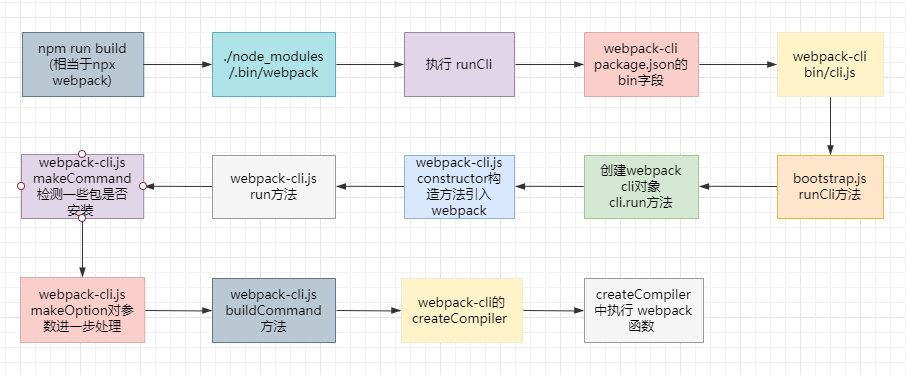 npm run build
(相当于npx
webpack)
./node_modules
/.bin/webpack
执行 runCli
webpack-cli
package.json的
bin字段
webpack-cli
bin/cli.js
bootstrap.js
runCli方法
创建webpack
cli对象
cli.run方法
webpack-cli.js
constructor构
造方法引入
webpack
webpack-cli.js
run方法
webpack-cli.js
makeCommand
检测一些包是否
安装
webpack-cli.js
makeOption对参
数进一步处理
webpack-cli.js
buildCommand
方法
webpack-cli的
createCompiler
createCompiler
中执行 webpack
函数